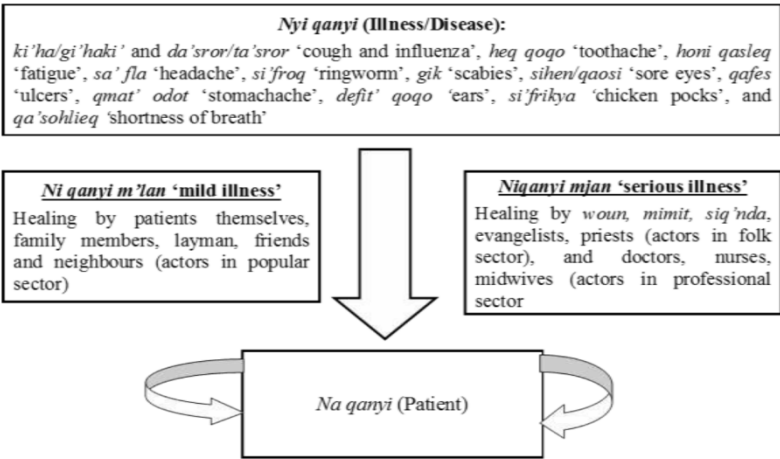 Nyi qanyi (Illness/Disease):
ki'ha/gi'haki' and da'sror/ta'sror 'cough and influenza', heq qoqo 'toothache', honi qasleq
'fatigue', sa' fla 'headache', si'froq 'ringworm', gik 'scabies', sihen/qaosi 'sore eyes', qafes
'ulcers', qmat' odot 'stomachache', defit' qoqo 'ears', si'frikya 'chicken pocks', and
qa'sohlieq 'shortness of breath'
Ni qanyi m'lan 'mild illness'
Healing by patients themselves,
family members, layman, friends
and neighbours (actors in popular
sector)
Niqanyi mjan 'serious illness'
Healing by woun, mimit, siq'nda,
evangelists, priests (actors in folk
sector), and doctors, nurses,
midwives (actors in professional
sector
Na qanyi (Patient)